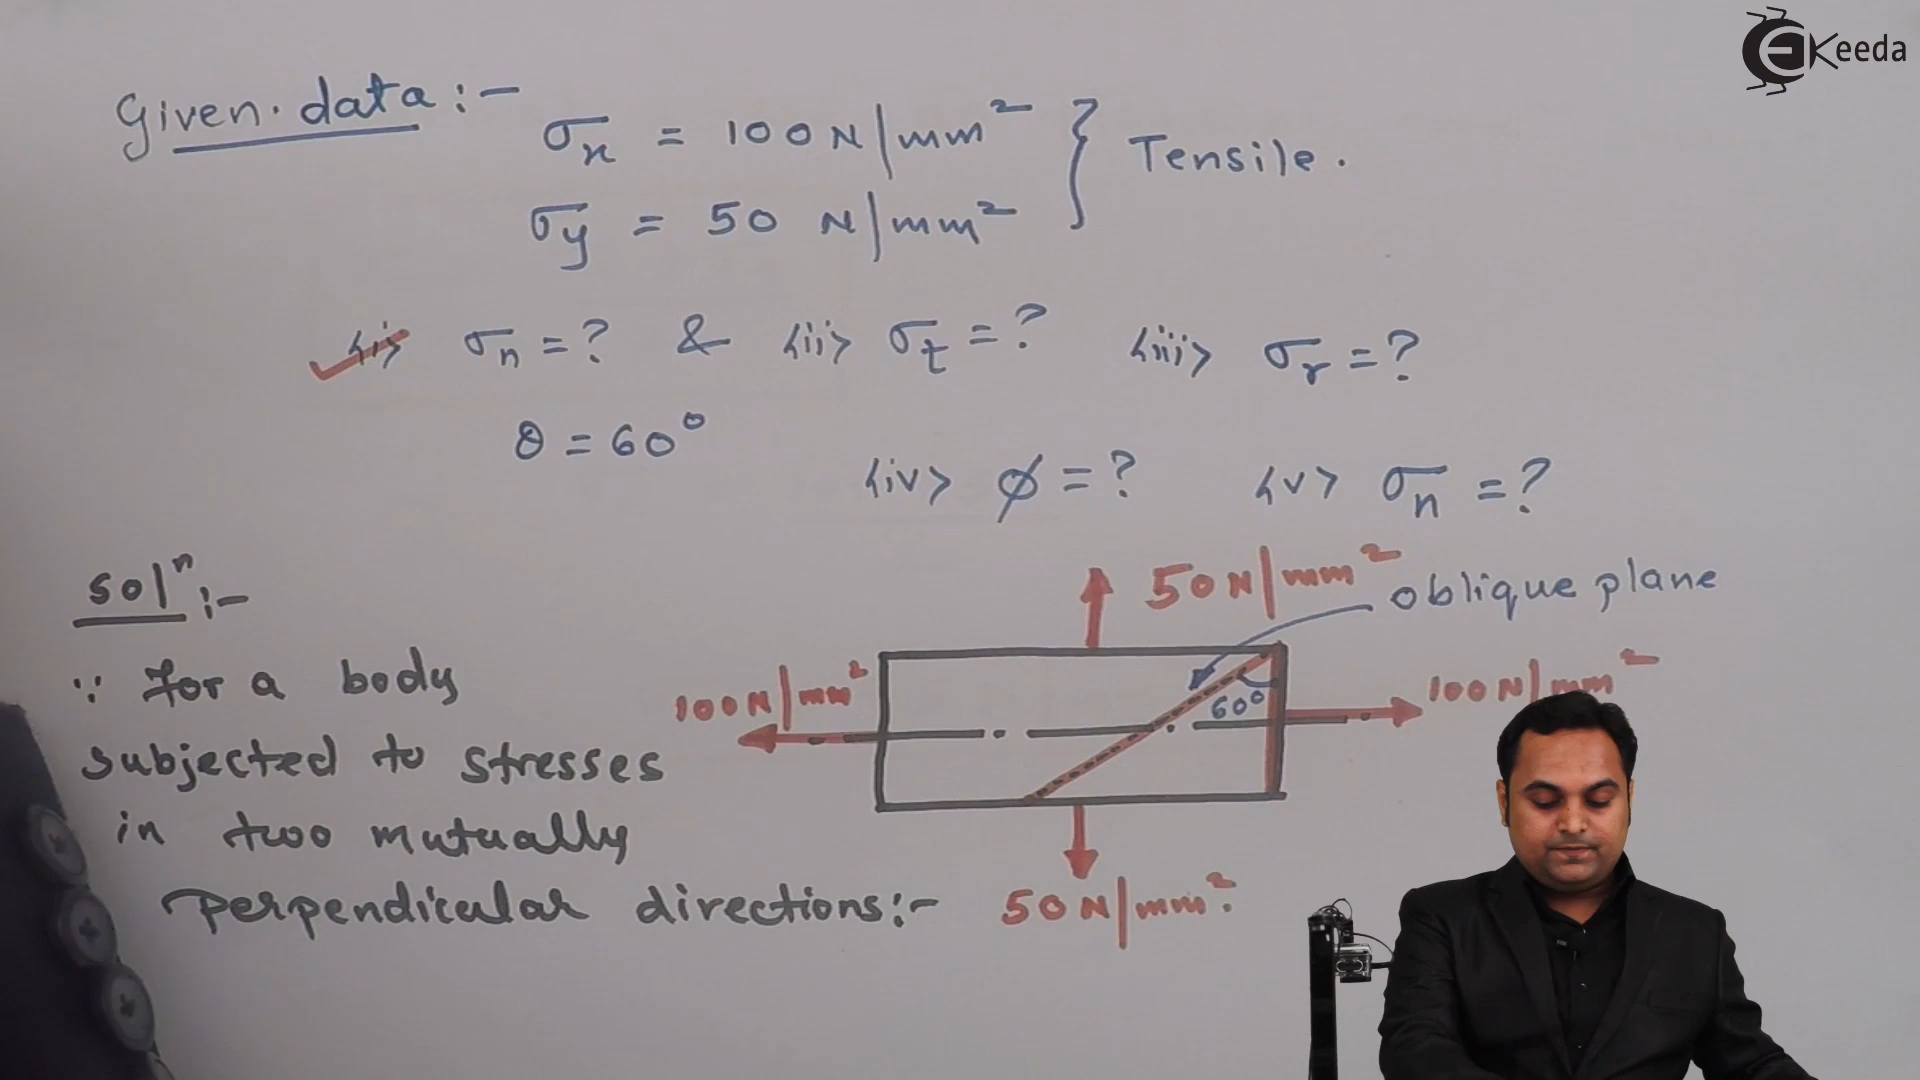 Keeda
Given data:-
σx = 100 N/mm²
σy = 50 N/mm²
} Tensile.
<i> σn = ? & <ii> σt = ? <iii> σr = ?
θ = 60°
<iv> ϕ = ? <v> σn = ?
Solⁿ:-
∵ for a body
subjected to stresses
in two mutually
perpendicular directions:-
50 N/mm²
oblique plane
100 N/mm²
60°
100 N/mm²
50 N/mm².